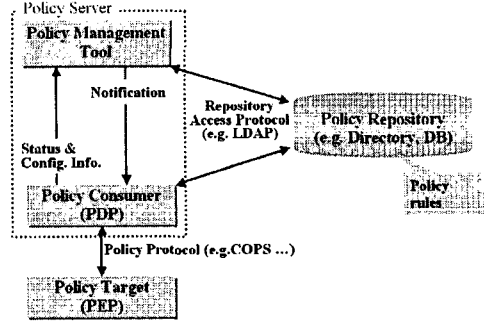 Policy Server
Policy Management
Tool
Notification
Repository
Access Protocol
(e.g. LDAP)
Policy Repository
(e.g. Directory, DB)
Status &
Config. Info.
Policy
rules
Policy Consumer
(PDP)
Policy Protocol (e.g.COPS ...)
Policy Target
(PEP)